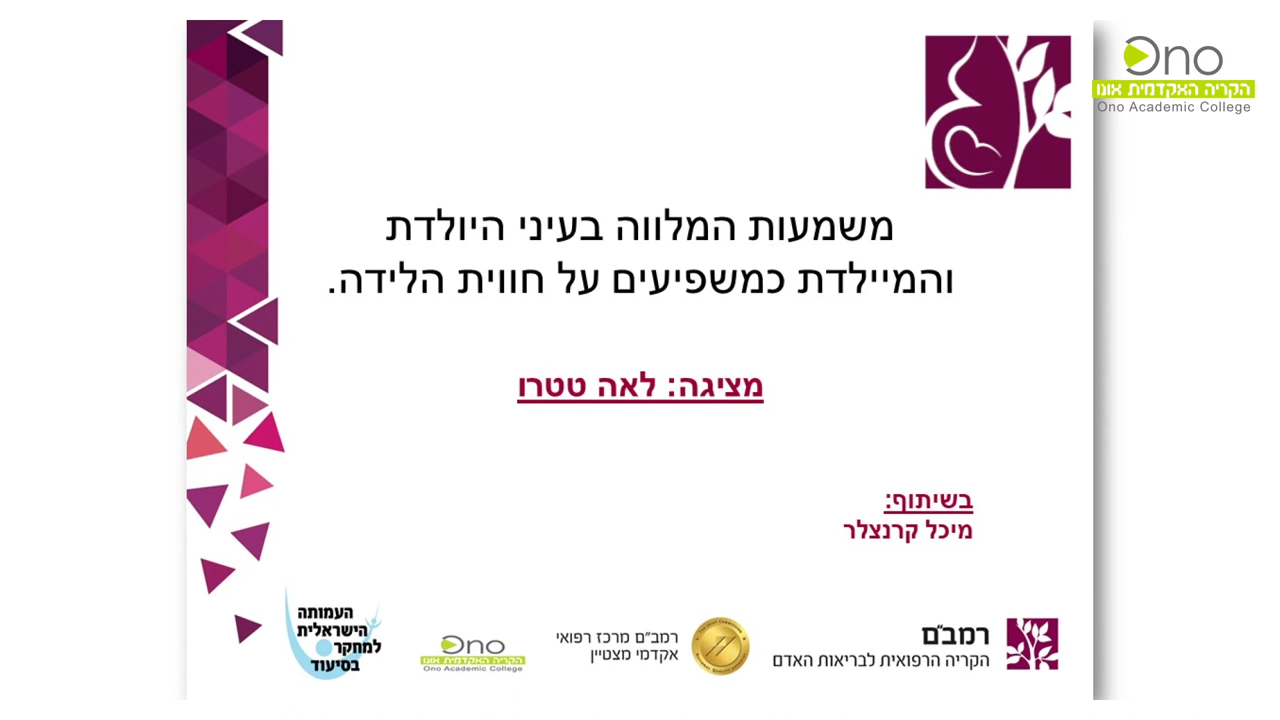 Ono
הקריה האקדמית אונו
Ono Academic College
משמעות המלווה בעיני היולדת
והמיילדת כמשפיעים על חווית הלידה.
מציגה: לאה טטרו
בשיתוף:
מיכל קרנצלר
רמב"ם
הקריה הרפואית לבריאות האדם
רמב"ם מרכז רפואי
אקדמי מצטיין
Ono
הקריה האקדמית אונו
Ono Academic College
העמותה
הישראלית
למחקר
בסיעוד